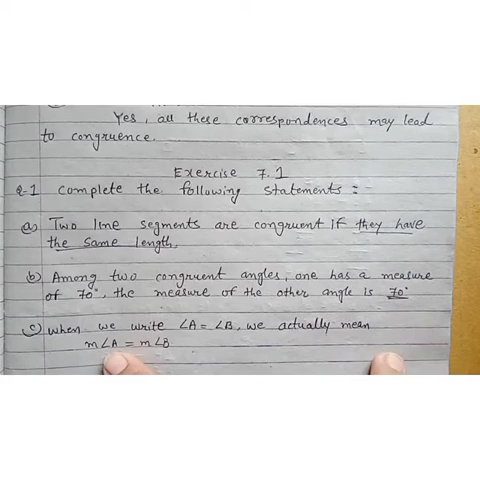 Yes, all these correspondences may lead
to congruence.
Exercise 7.1
Q-1 complete the following statements :
a) Two line segments are congruent if they have
the same length.
b) Among two congruent angles, one has a measure
of 70°, the measure of the other angle is 70°
c) when we write ∠A = ∠B, we actually mean
m∠A = m∠B